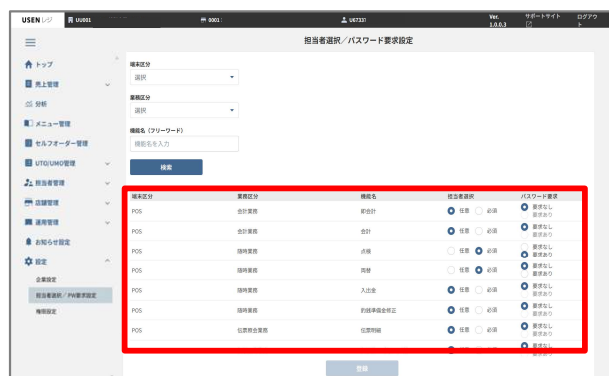 USEN レジ
UU001
0001
U67331
Ver.
1.0.0.3
サポートサイト
ログアウ
ト
担当者選択／パスワード要求設定
トップ
売上管理
分析
メニュー管理
セルフオーダー管理
UTO/UMO管理
担当者管理
店舗管理
運用管理
お知らせ設定
設定
企業設定
担当者選択／PW要求設定
権限設定
端末区分
選択
業務区分
選択
機能名（フリーワード）
機能名を入力
検索
端末区分 業務区分 機能名 担当者選択 パスワード要求
POS 会計業務 即会計 任意 必須 要求なし 要求あり
POS 会計業務 会計 任意 必須 要求なし 要求あり
POS 随時業務 点検 任意 必須 要求なし 要求あり
POS 随時業務 両替 任意 必須 要求なし 要求あり
POS 随時業務 入出金 任意 必須 要求なし 要求あり
POS 随時業務 釣銭準備金修正 任意 必須 要求なし 要求あり
POS 伝票照会業務 伝票明細 任意 必須 要求なし 要求あり
要求なし
登録